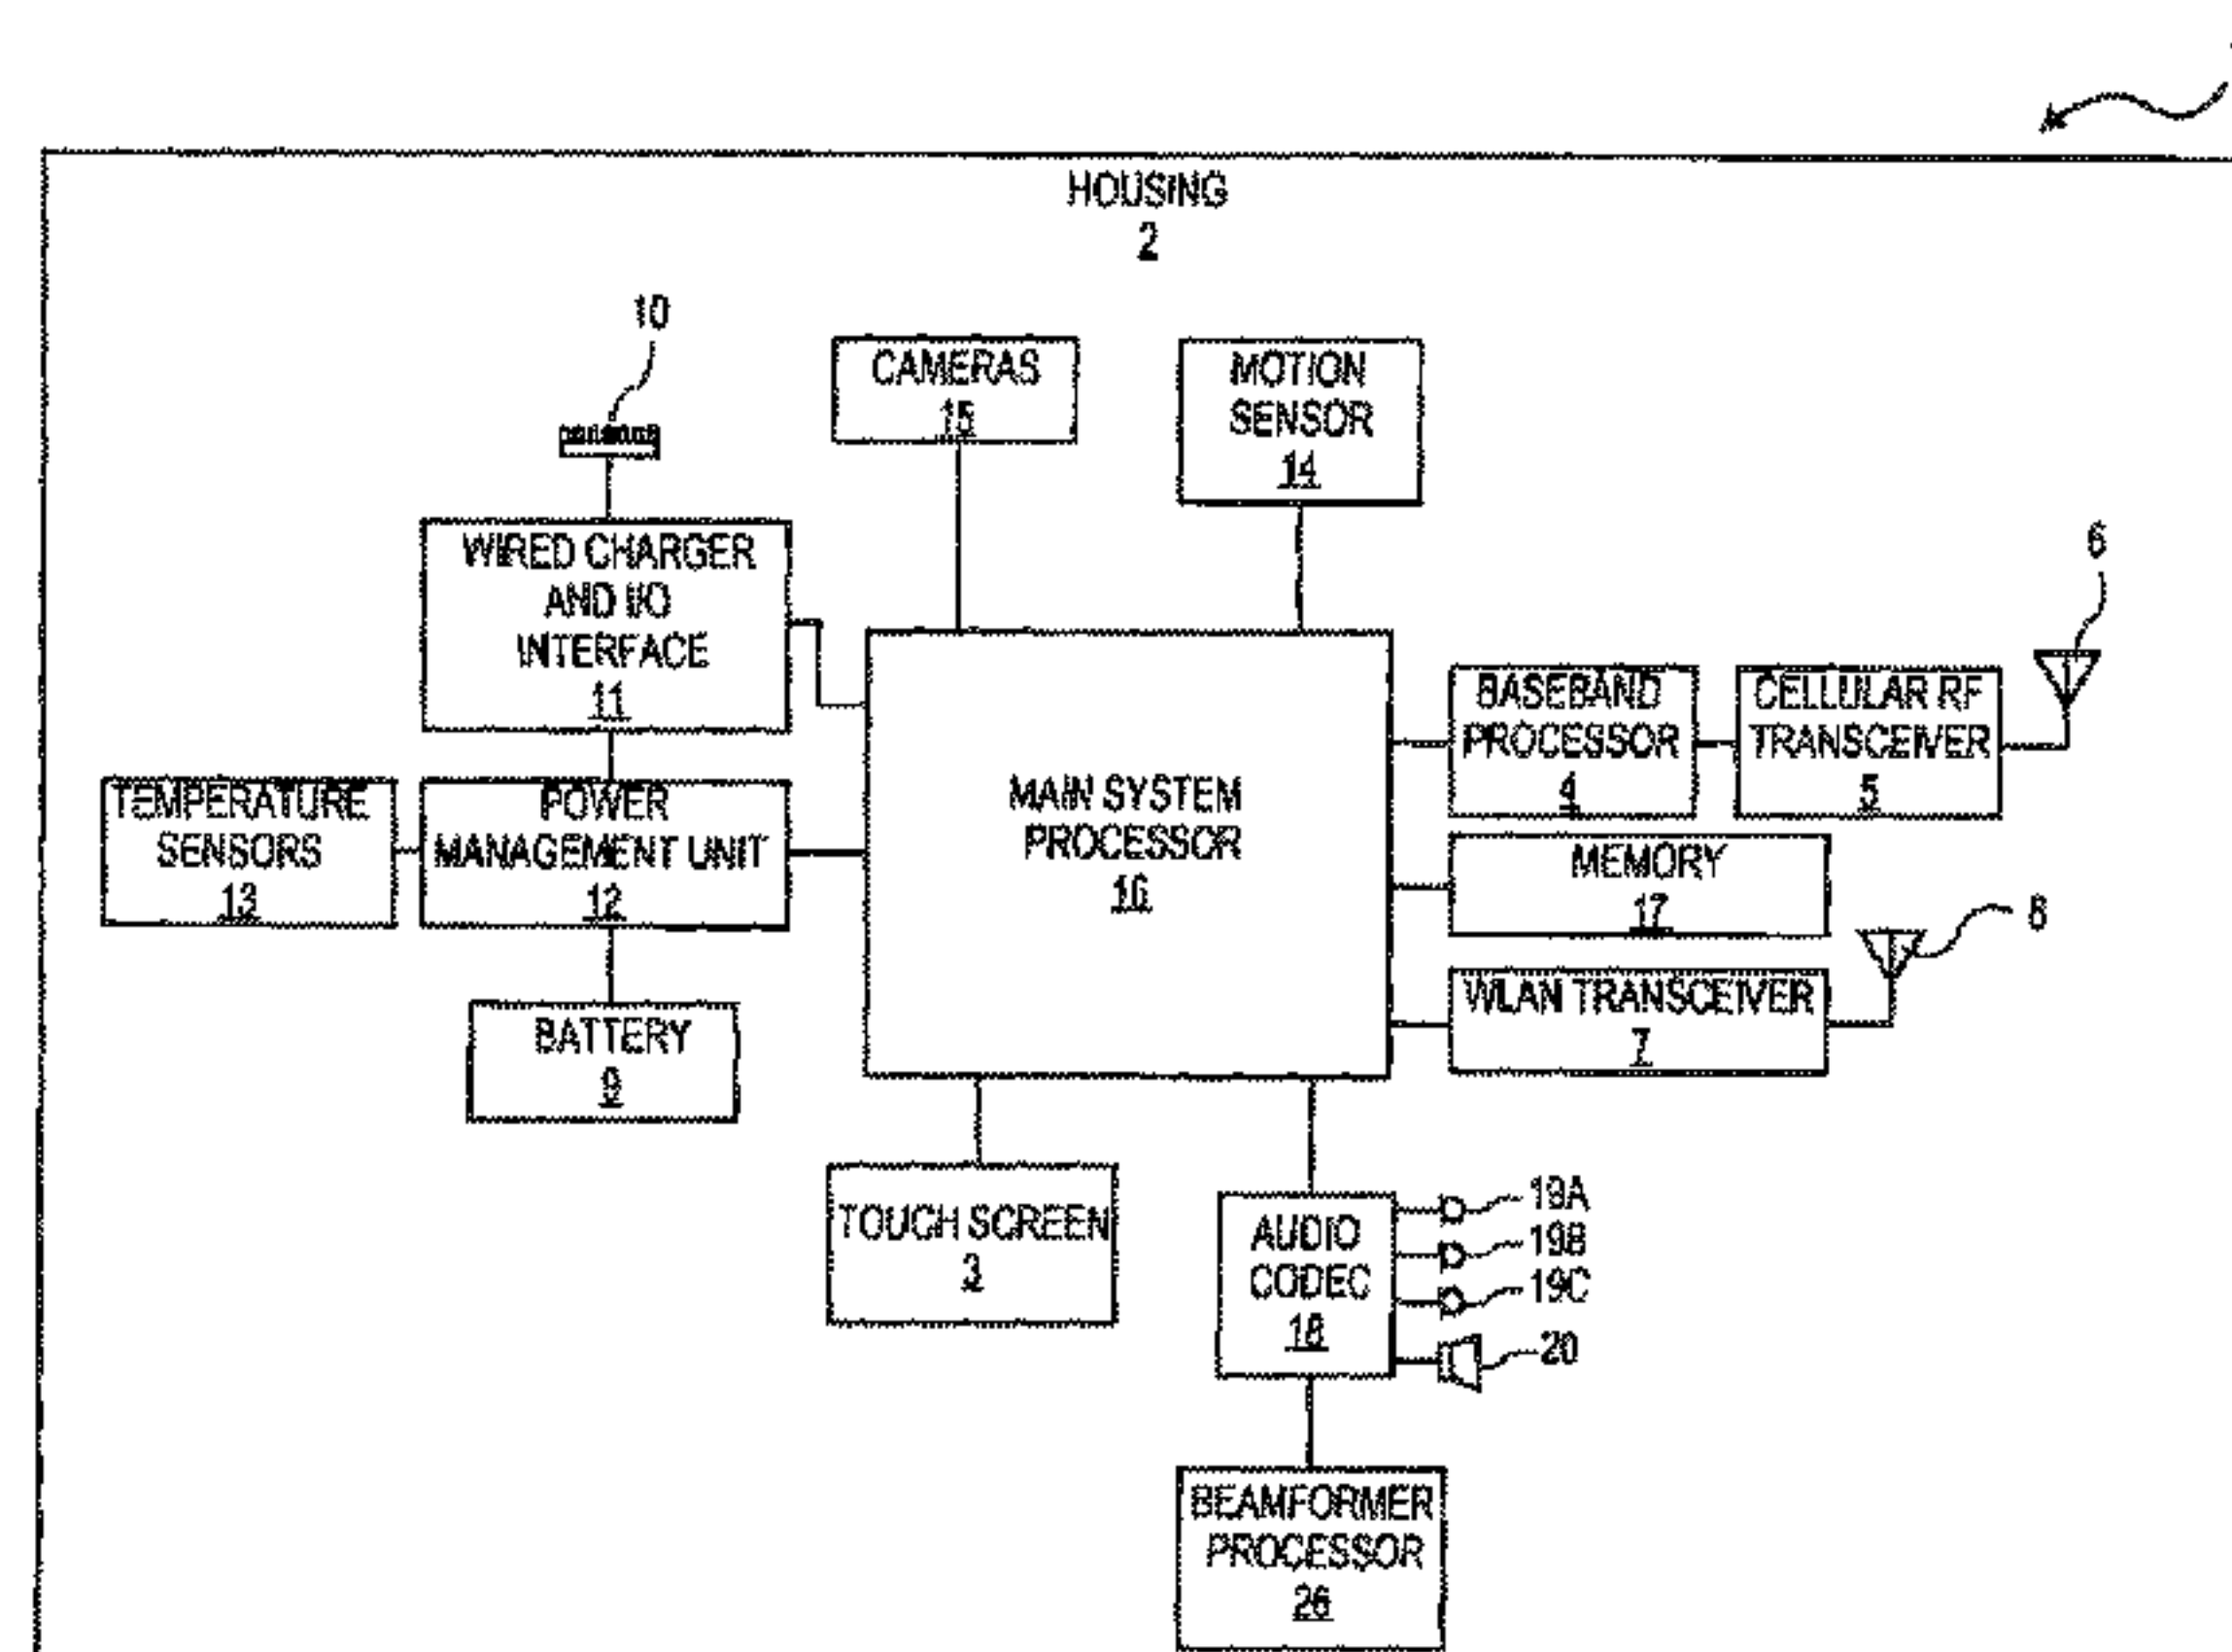 HOUSING
2
10
CAMERAS
15
MOTION
SENSOR
14
WIRED CHARGER
AND I/O
INTERFACE
11
6
BASEBAND
PROCESSOR
4
CELLULAR RF
TRANSCEIVER
5
TEMPERATURE
SENSORS
13
POWER
MANAGEMENT UNIT
12
MAIN SYSTEM
PROCESSOR
16
MEMORY
17
8
WLAN TRANSCEIVER
7
BATTERY
9
TOUCH SCREEN
3
AUDIO
CODEC
18
19A
19B
19C
20
BEAMFORMER
PROCESSOR
26